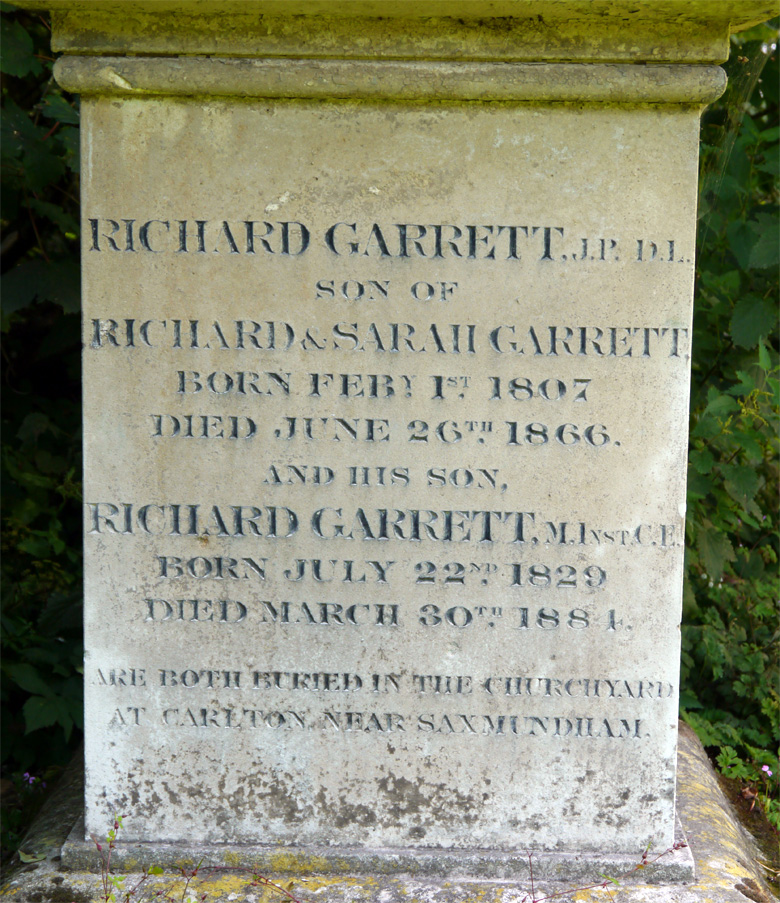 RICHARD GARRETT, J.P. D.L.
SON OF
RICHARD & SARAH GARRETT,
BORN FEBY 1ST. 1807
DIED JUNE 26TH. 1866.
AND HIS SON,
RICHARD GARRETT, M.INST.C.E.
BORN JULY 22ND. 1829
DIED MARCH 30TH. 1884.
ARE BOTH BURIED IN THE CHURCHYARD
AT CARLTON, NEAR SAXMUNDHAM.